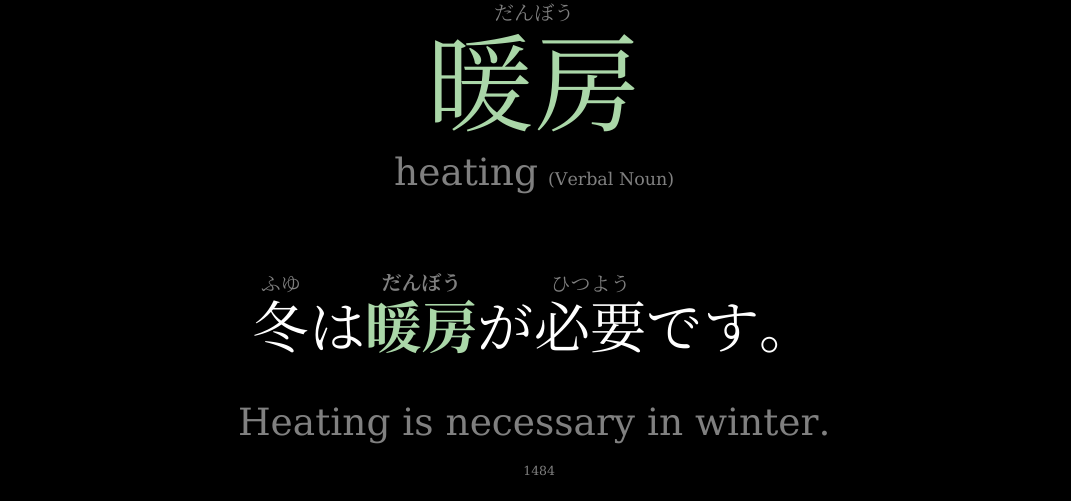 だんぼう
暖房
heating (Verbal Noun)
ふゆ だんぼう ひつよう
冬は暖房が必要です。
Heating is necessary in winter.
1484